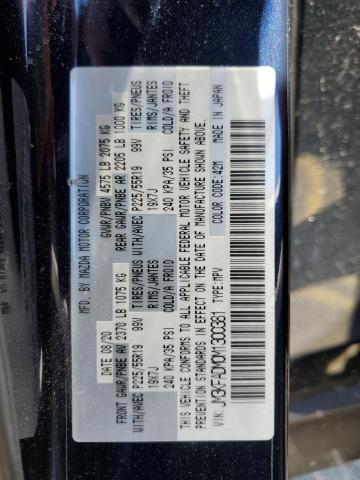 MFD. BY MAZDA MOTOR CORPORATION
DATE 08/20 GVWR/PNBV 4575 LB 2075 KG
FRONT GAWR/PNBE AV 2370 LB 1075 KG REAR GAWR/PNBE AR 2205 LB 1000 KG
WITH/AVEC P225/55R19 99V TIRES/PNEUS WITH/AVEC P225/55R19 99V TIRES/PNEUS
19X7J RIMS/JANTES 19X7J RIMS/JANTES
240 KPA/35 PSI COLD/A FROID 240 KPA/35 PSI COLD/A FROID
THIS VEHICLE CONFORMS TO ALL APPLICABLE FEDERAL MOTOR VEHICLE SAFETY AND THEFT
PREVENTION STANDARDS IN EFFECT ON THE DATE OF MANUFACTURE SHOWN ABOVE.
COLOR CODE:42M MADE IN JAPAN
VIN: JM3KFADM0M1300381 TYPE:MPV